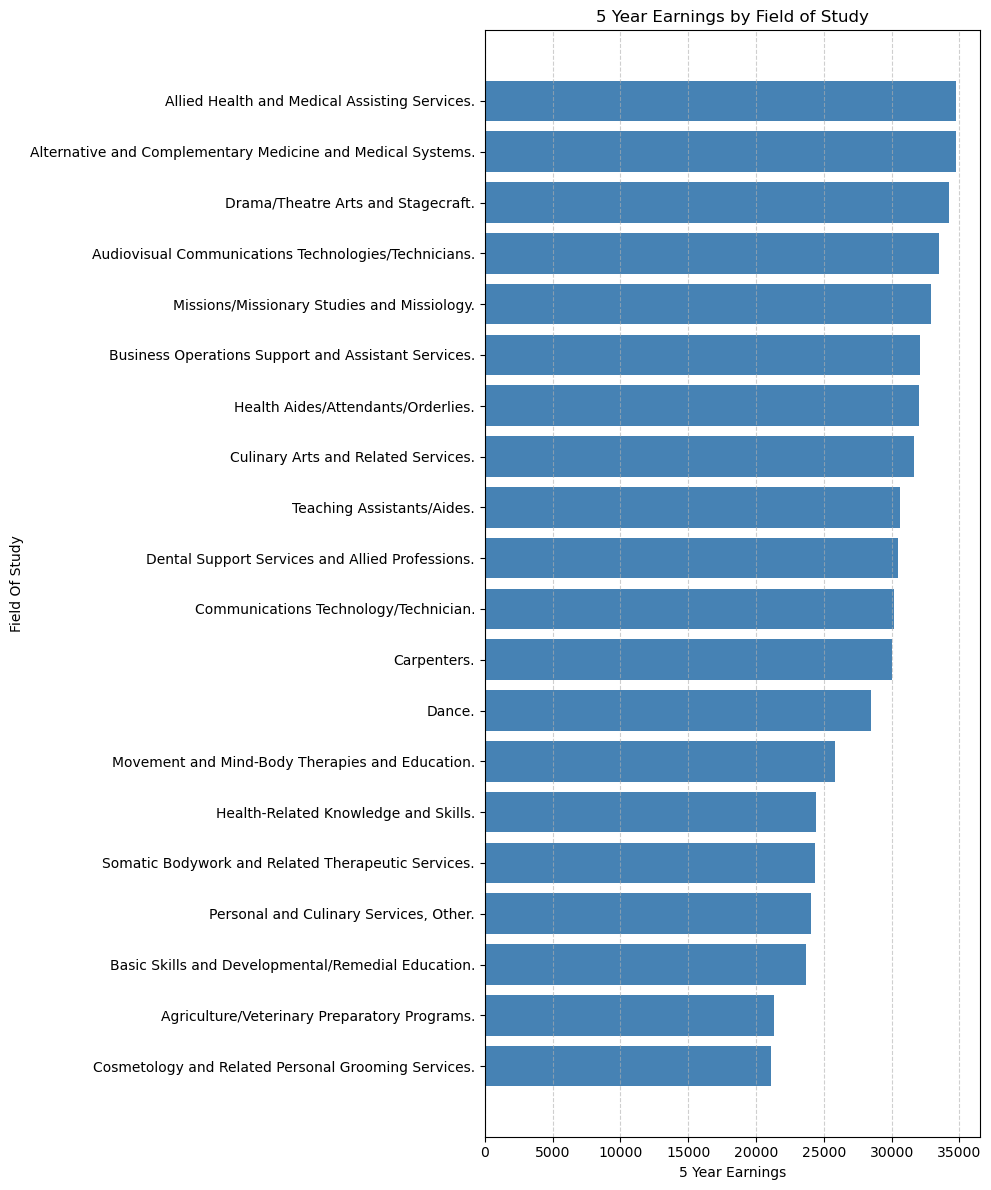 5 Year Earnings by Field of Study
Allied Health and Medical Assisting Services.
Alternative and Complementary Medicine and Medical Systems.
Drama/Theatre Arts and Stagecraft.
Audiovisual Communications Technologies/Technicians.
Missions/Missionary Studies and Missiology.
Business Operations Support and Assistant Services.
Health Aides/Attendants/Orderlies.
Culinary Arts and Related Services.
Teaching Assistants/Aides.
Dental Support Services and Allied Professions.
Communications Technology/Technician.
Carpenters.
Dance.
Movement and Mind-Body Therapies and Education.
Health-Related Knowledge and Skills.
Somatic Bodywork and Related Therapeutic Services.
Personal and Culinary Services, Other.
Basic Skills and Developmental/Remedial Education.
Agriculture/Veterinary Preparatory Programs.
Cosmetology and Related Personal Grooming Services.
Field Of Study
0 5000 10000 15000 20000 25000 30000 35000
5 Year Earnings